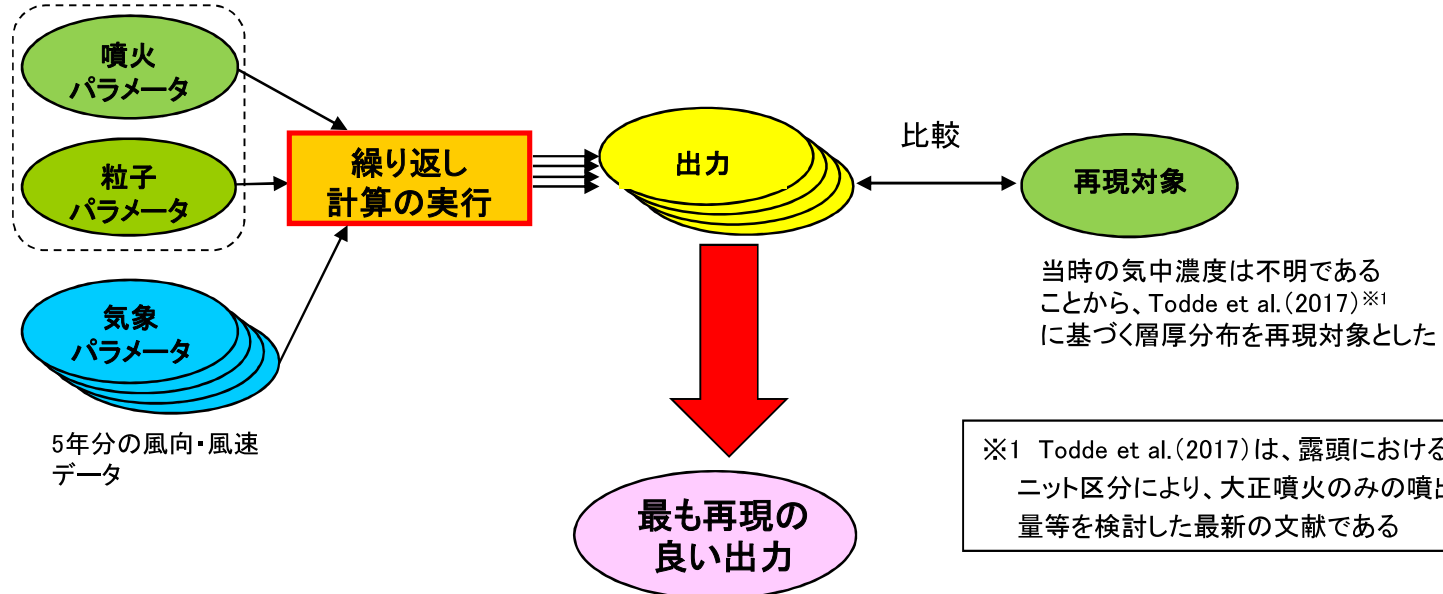 噴火
パラメータ
粒子
パラメータ
気象
パラメータ
5年分の風向・風速
データ
繰り返し
計算の実行
出力
比較
再現対象
当時の気中濃度は不明である
ことから、Todde et al.(2017)※1
に基づく層厚分布を再現対象とした
最も再現の
良い出力
※1 Todde et al.(2017)は、露頭における
ニット区分により、大正噴火のみの噴出
量等を検討した最新の文献である